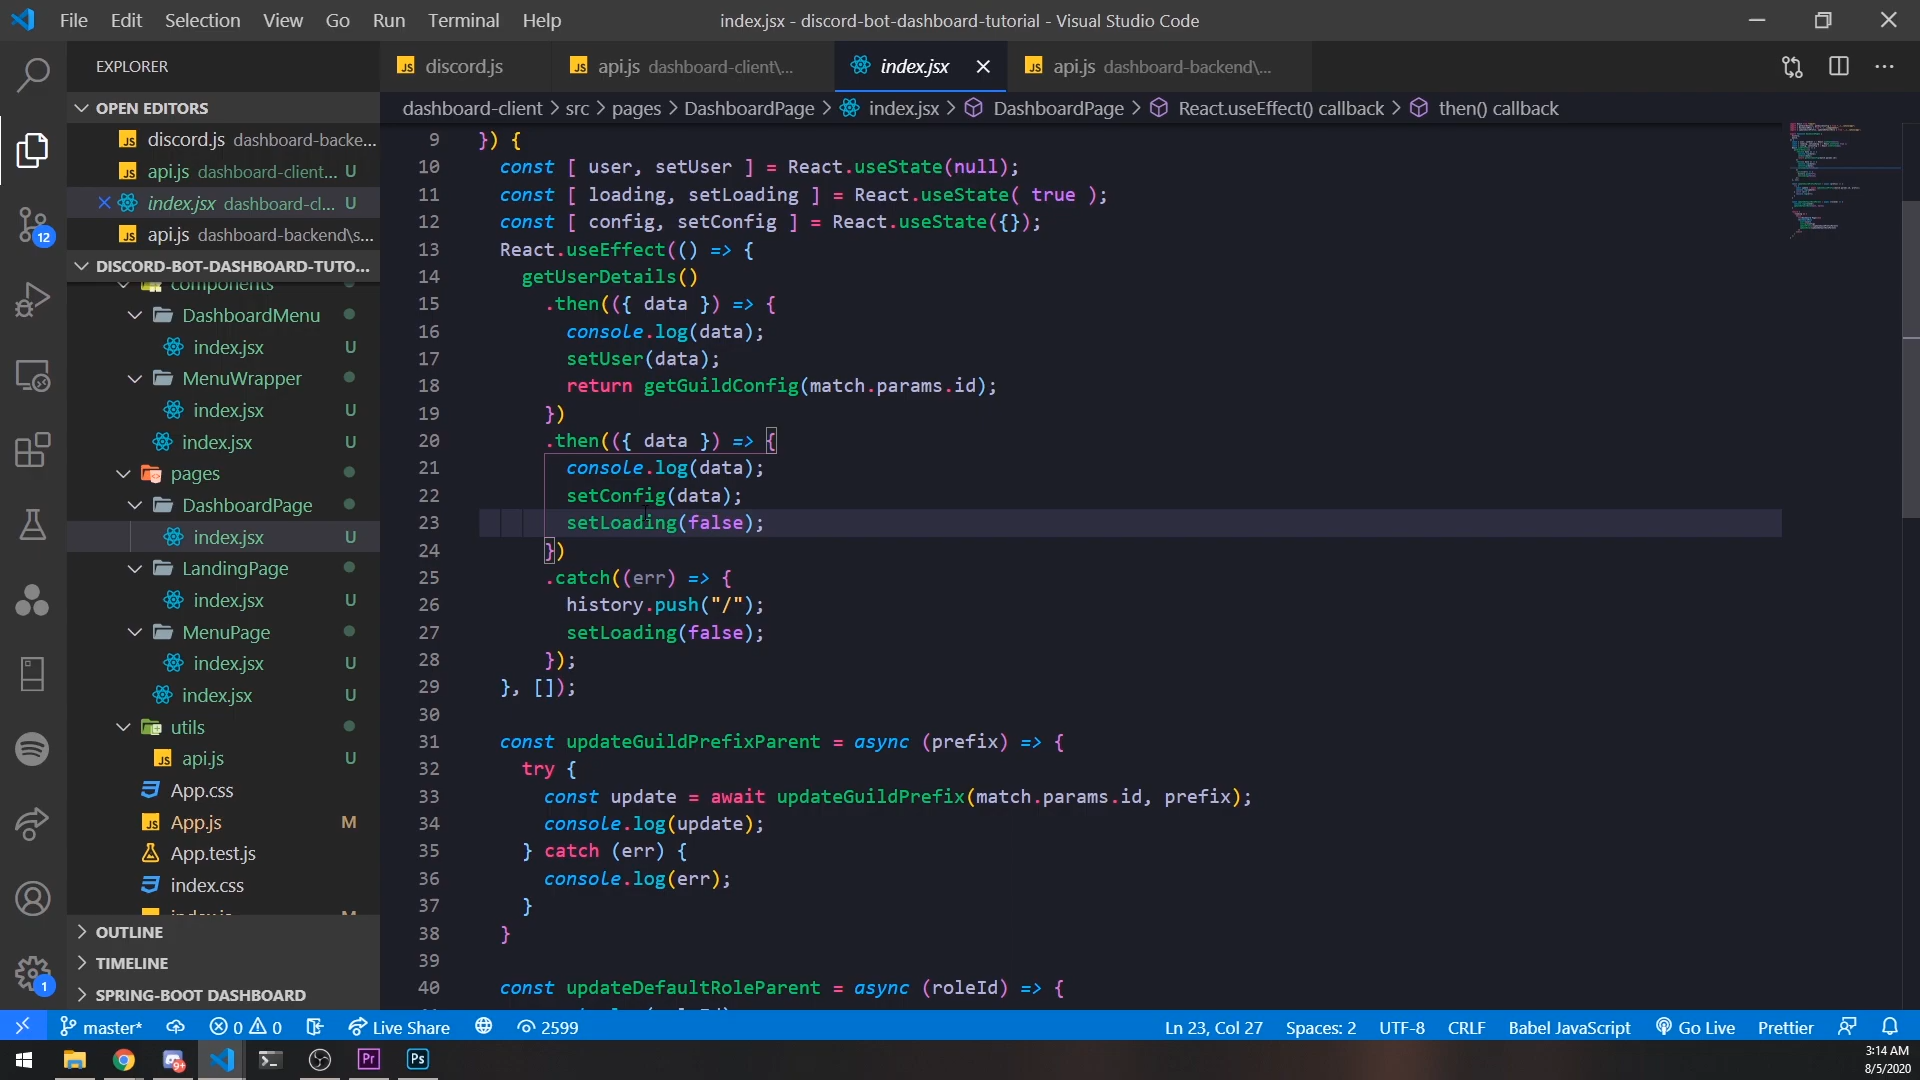 File Edit Selection View Go Run Terminal Help
index.jsx - discord-bot-dashboard-tutorial - Visual Studio Code
EXPLORER
discord.js
api.js dashboard-client\...
index.jsx
api.js dashboard-backend\...
OPEN EDITORS
discord.js dashboard-backe...
api.js dashboard-client... U
index.jsx dashboard-cl... U
api.js dashboard-backend\s...
DISCORD-BOT-DASHBOARD-TUTO...
components
DashboardMenu
index.jsx U
MenuWrapper
index.jsx U
index.jsx U
pages
DashboardPage
index.jsx U
LandingPage
index.jsx U
MenuPage
index.jsx U
index.jsx U
utils
api.js U
App.css
App.js M
App.test.js
index.css
OUTLINE
TIMELINE
SPRING-BOOT DASHBOARD
12
1
dashboard-client > src > pages > DashboardPage > index.jsx > DashboardPage > React.useEffect() callback > then() callback
9 }) {
10 const [ user, setUser ] = React.useState(null);
11 const [ loading, setLoading ] = React.useState( true );
12 const [ config, setConfig ] = React.useState({});
13 React.useEffect(() => {
14 getUserDetails()
15 .then(({ data }) => {
16 console.log(data);
17 setUser(data);
18 return getGuildConfig(match.params.id);
19 })
20 .then(({ data }) => {
21 console.log(data);
22 setConfig(data);
23 setLoading(false);
24 })
25 .catch((err) => {
26 history.push("/");
27 setLoading(false);
28 });
29 }, []);
30
31 const updateGuildPrefixParent = async (prefix) => {
32 try {
33 const update = await updateGuildPrefix(match.params.id, prefix);
34 console.log(update);
35 } catch (err) {
36 console.log(err);
37 }
38 }
39
40 const updateDefaultRoleParent = async (roleId) => {
master* 0 0 Live Share 2599 Ln 23, Col 27 Spaces: 2 UTF-8 CRLF Babel JavaScript Go Live Prettier
9+ Pr Ps
3:14 AM
8/5/2020